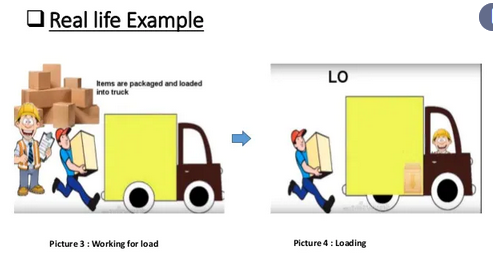 Real life Example
Items are packaged and loaded
into truck
LO
Picture 3 : Working for load
Picture 4 : Loading